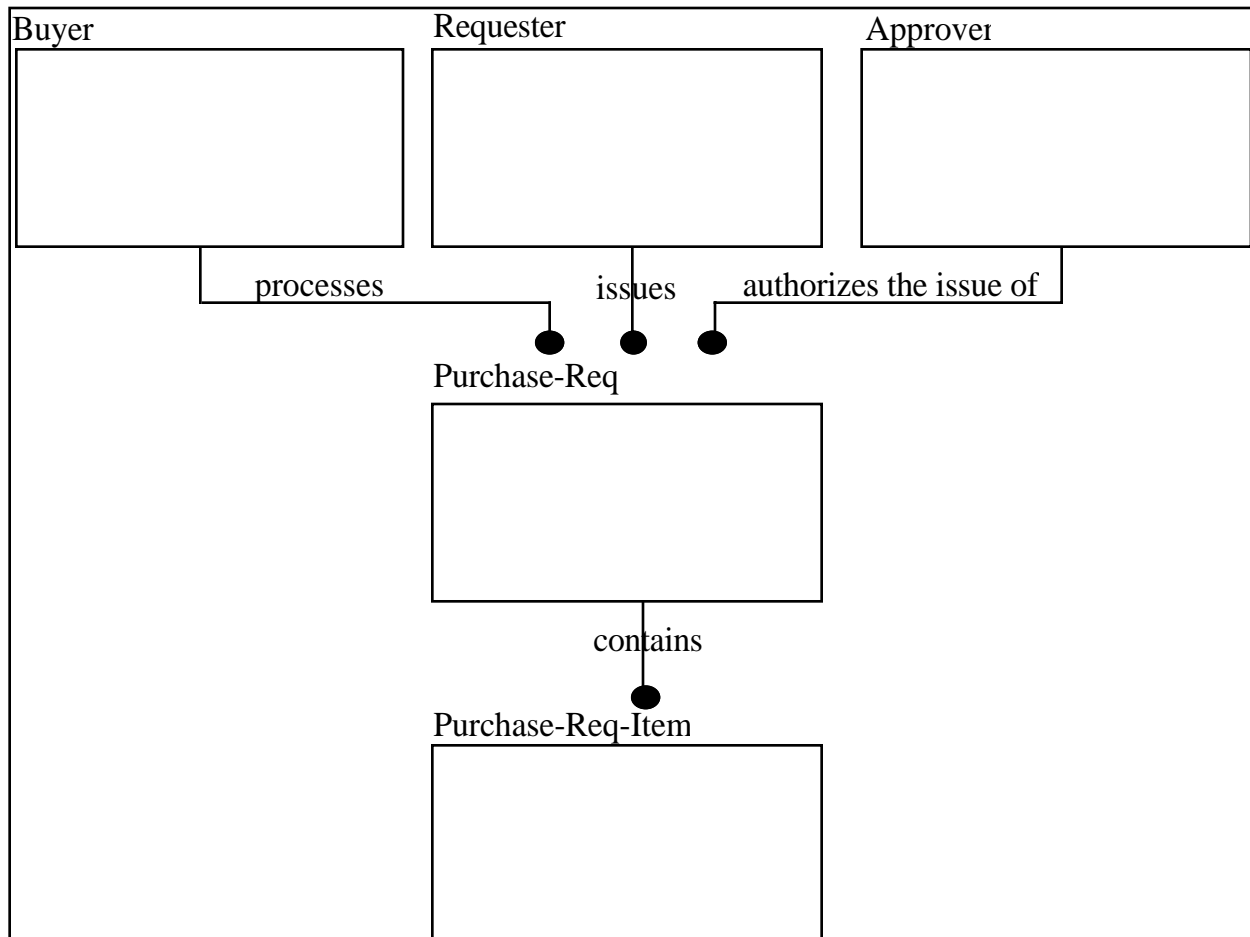 Buyer
Requester
Approver
processes
issues
authorizes the issue of
Purchase-Req
contains
Purchase-Req-Item